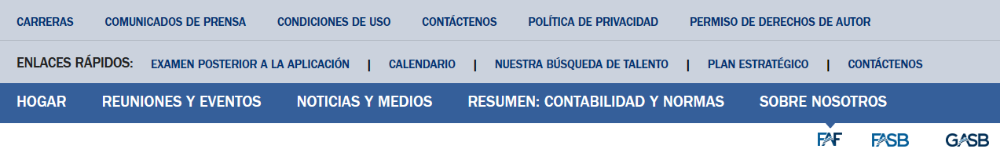 CARRERAS COMUNICADOS DE PRENSA CONDICIONES DE USO CONTÁCTENOS POLÍTICA DE PRIVACIDAD PERMISO DE DERECHOS DE AUTOR
ENLACES RÁPIDOS: EXAMEN POSTERIOR A LA APLICACIÓN | CALENDARIO | NUESTRA BÚSQUEDA DE TALENTO | PLAN ESTRATÉGICO | CONTÁCTENOS
HOGAR REUNIONES Y EVENTOS NOTICIAS Y MEDIOS RESUMEN: CONTABILIDAD Y NORMAS SOBRE NOSOTROS
FAF FASB GASB